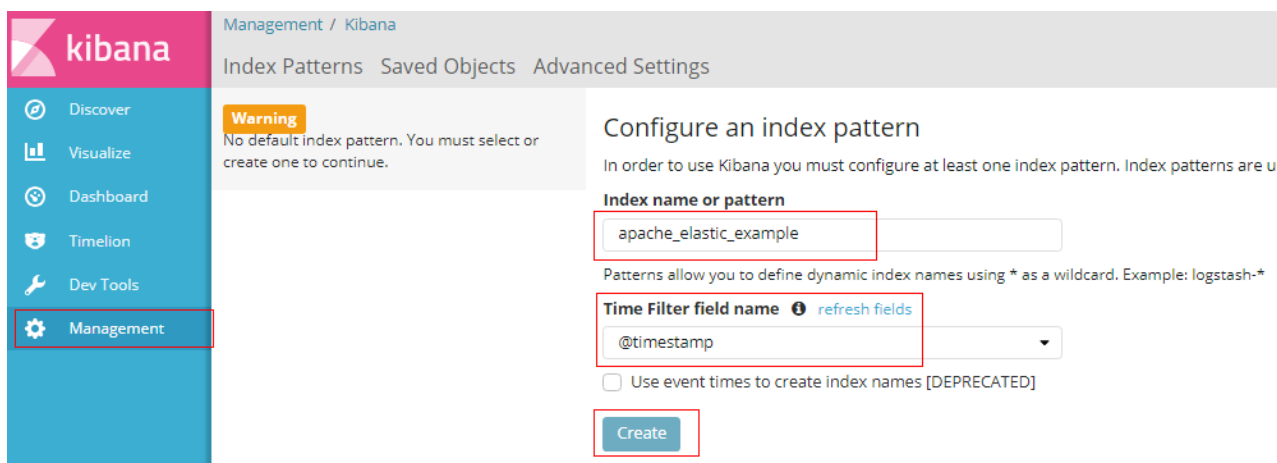 kibana
Discover
Visualize
Dashboard
Timelion
Dev Tools
Management
Management / Kibana
Index Patterns Saved Objects Advanced Settings
Warning
No default index pattern. You must select or
create one to continue.
Configure an index pattern
In order to use Kibana you must configure at least one index pattern. Index patterns are u
Index name or pattern
apache_elastic_example
Patterns allow you to define dynamic index names using * as a wildcard. Example: logstash-*
Time Filter field name refresh fields
@timestamp
Use event times to create index names [DEPRECATED]
Create